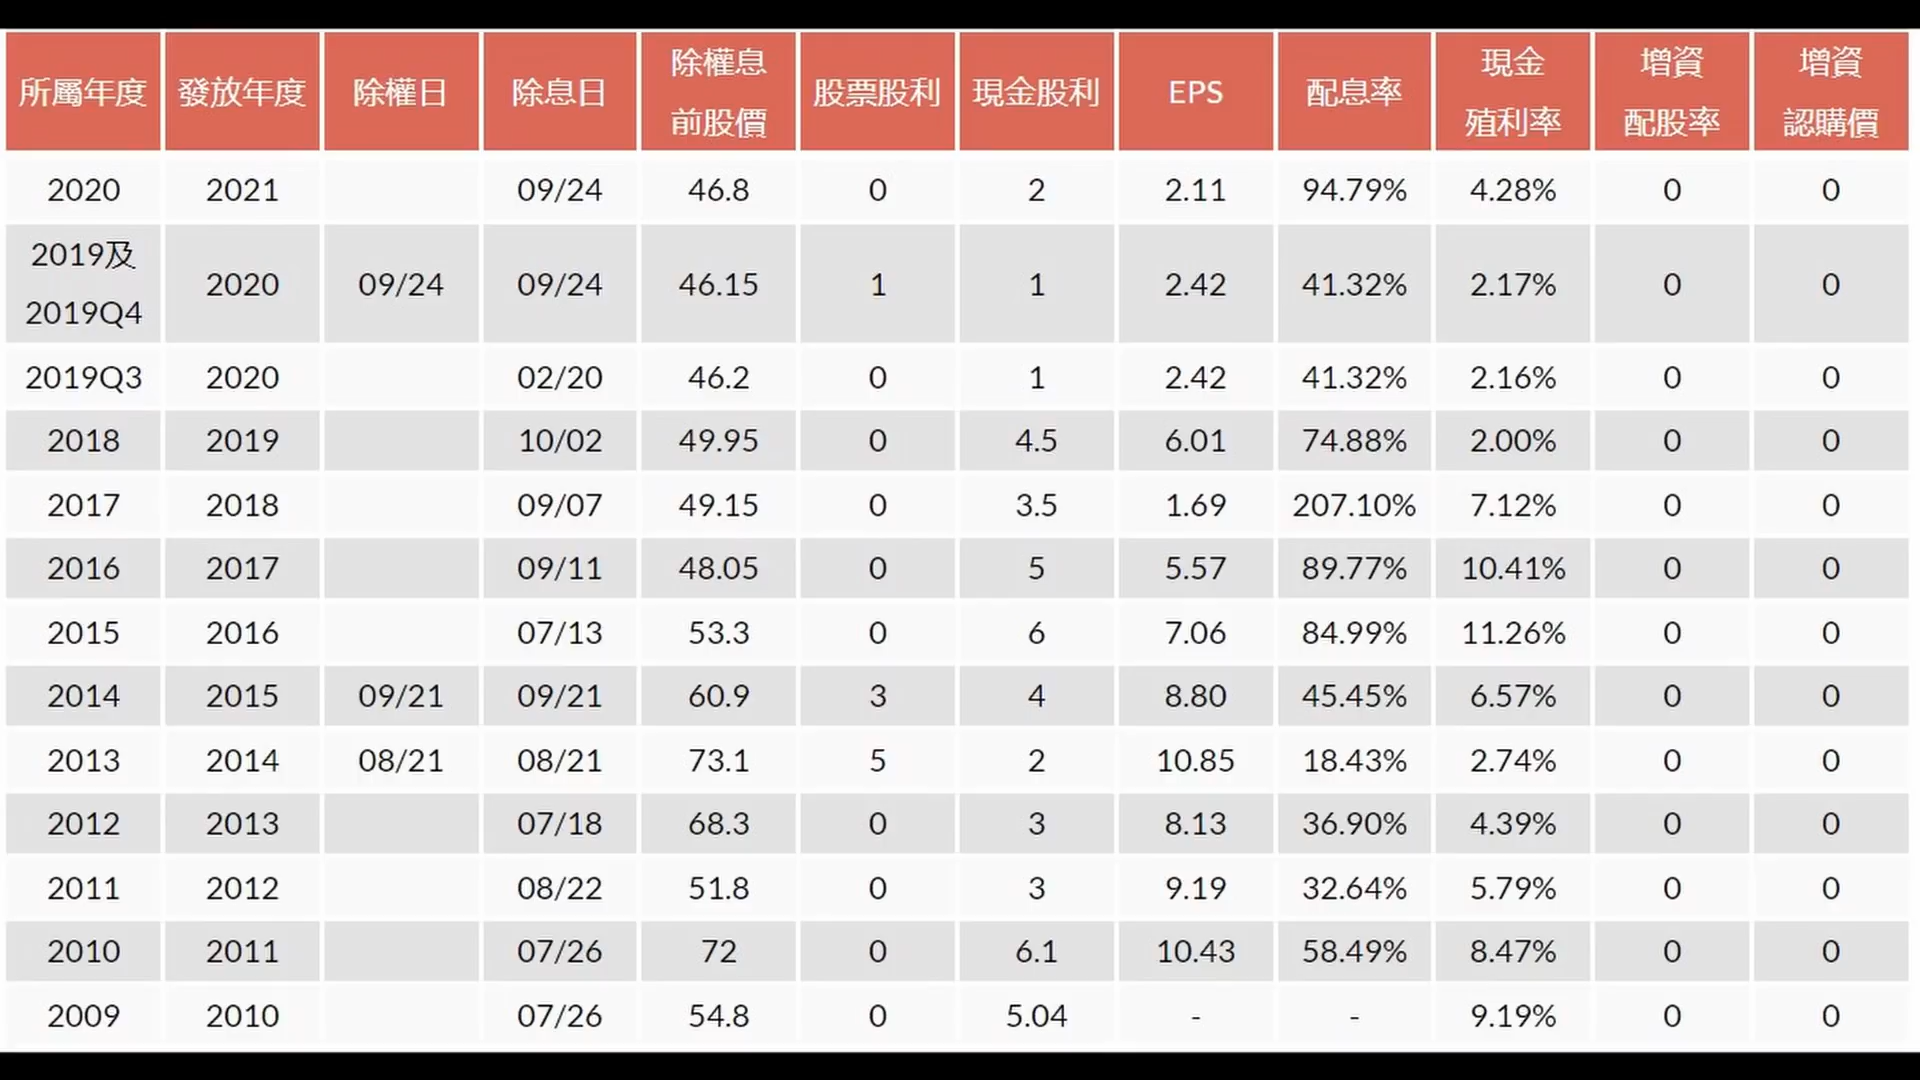 所屬年度 發放年度 除權日 除息日 除權息前股價 股票股利 現金股利 EPS 配息率 現金殖利率 增資配股率 增資認購價
2020 2021 09/24 46.8 0 2 2.11 94.79% 4.28% 0 0
2019及2019Q4 2020 09/24 09/24 46.15 1 1 2.42 41.32% 2.17% 0 0
2019Q3 2020 02/20 46.2 0 1 2.42 41.32% 2.16% 0 0
2018 2019 10/02 49.95 0 4.5 6.01 74.88% 2.00% 0 0
2017 2018 09/07 49.15 0 3.5 1.69 207.10% 7.12% 0 0
2016 2017 09/11 48.05 0 5 5.57 89.77% 10.41% 0 0
2015 2016 07/13 53.3 0 6 7.06 84.99% 11.26% 0 0
2014 2015 09/21 09/21 60.9 3 4 8.80 45.45% 6.57% 0 0
2013 2014 08/21 08/21 73.1 5 2 10.85 18.43% 2.74% 0 0
2012 2013 07/18 68.3 0 3 8.13 36.90% 4.39% 0 0
2011 2012 08/22 51.8 0 3 9.19 32.64% 5.79% 0 0
2010 2011 07/26 72 0 6.1 10.43 58.49% 8.47% 0 0
2009 2010 07/26 54.8 0 5.04 - - 9.19% 0 0